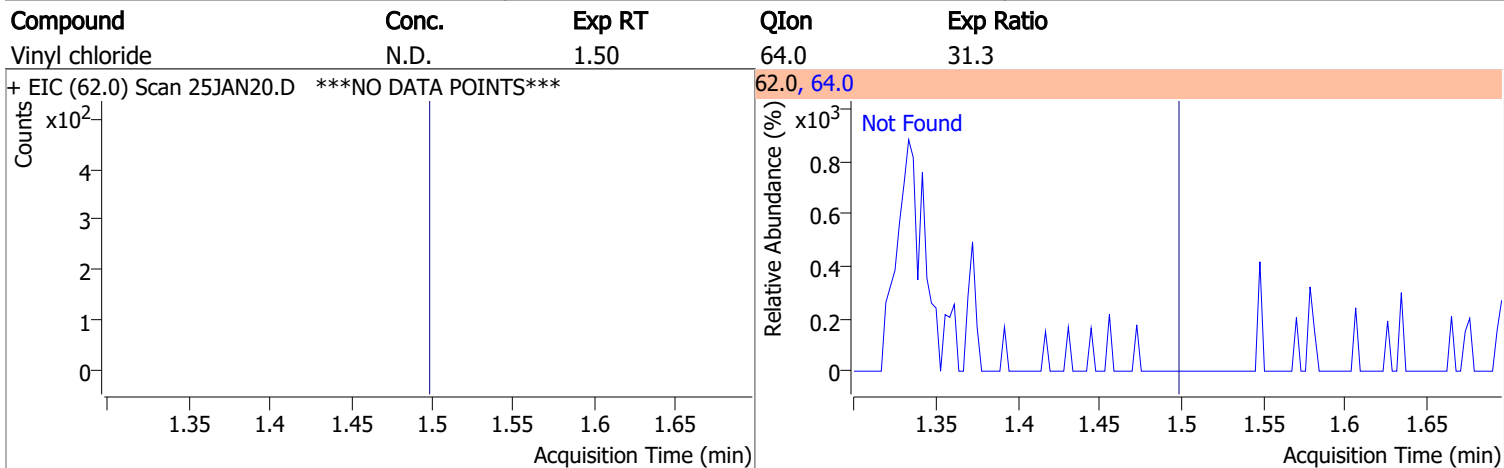 Compound Conc. Exp RT QIon Exp Ratio
Vinyl chloride N.D. 1.50 64.0 31.3
+ EIC (62.0) Scan 25JAN20.D ***NO DATA POINTS***
Counts
x10²
4
3
2
1
0
1.35 1.4 1.45 1.5 1.55 1.6 1.65
Acquisition Time (min)
62.0, 64.0
Relative Abundance (%)
x10³
Not Found
0.8
0.6
0.4
0.2
0
1.35 1.4 1.45 1.5 1.55 1.6 1.65
Acquisition Time (min)